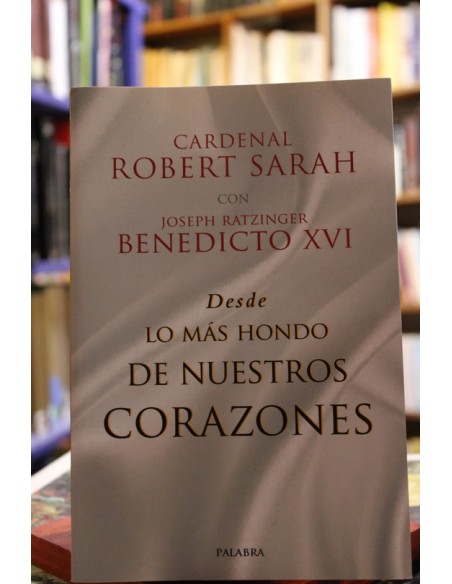 CARDENAL
ROBERT SARAH
CON
JOSEPH RATZINGER
BENEDICTO XVI
Desde
LO MÁS HONDO
DE NUESTROS
CORAZONES
PALABRA